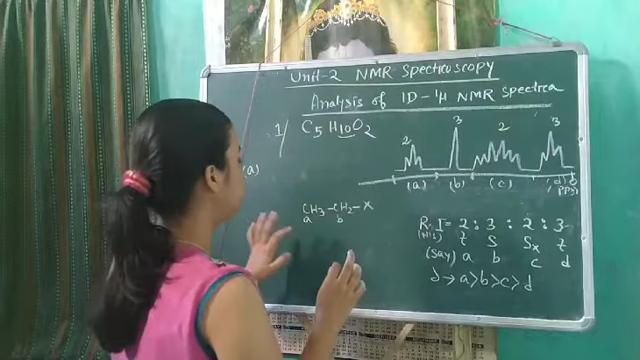 Unit-2 NMR Spectroscopy
Analysis of 1D-¹H NMR Spectra
1/ C5H10O2
2 3 2 3
(a) (b) (c) (d) 0
PPM
a)
CH3-CH2-X
a b
R.I = 2 : 3 : 2 : 3
(H's) t s sx t
(say) a b c d
δ → a>b>c>d